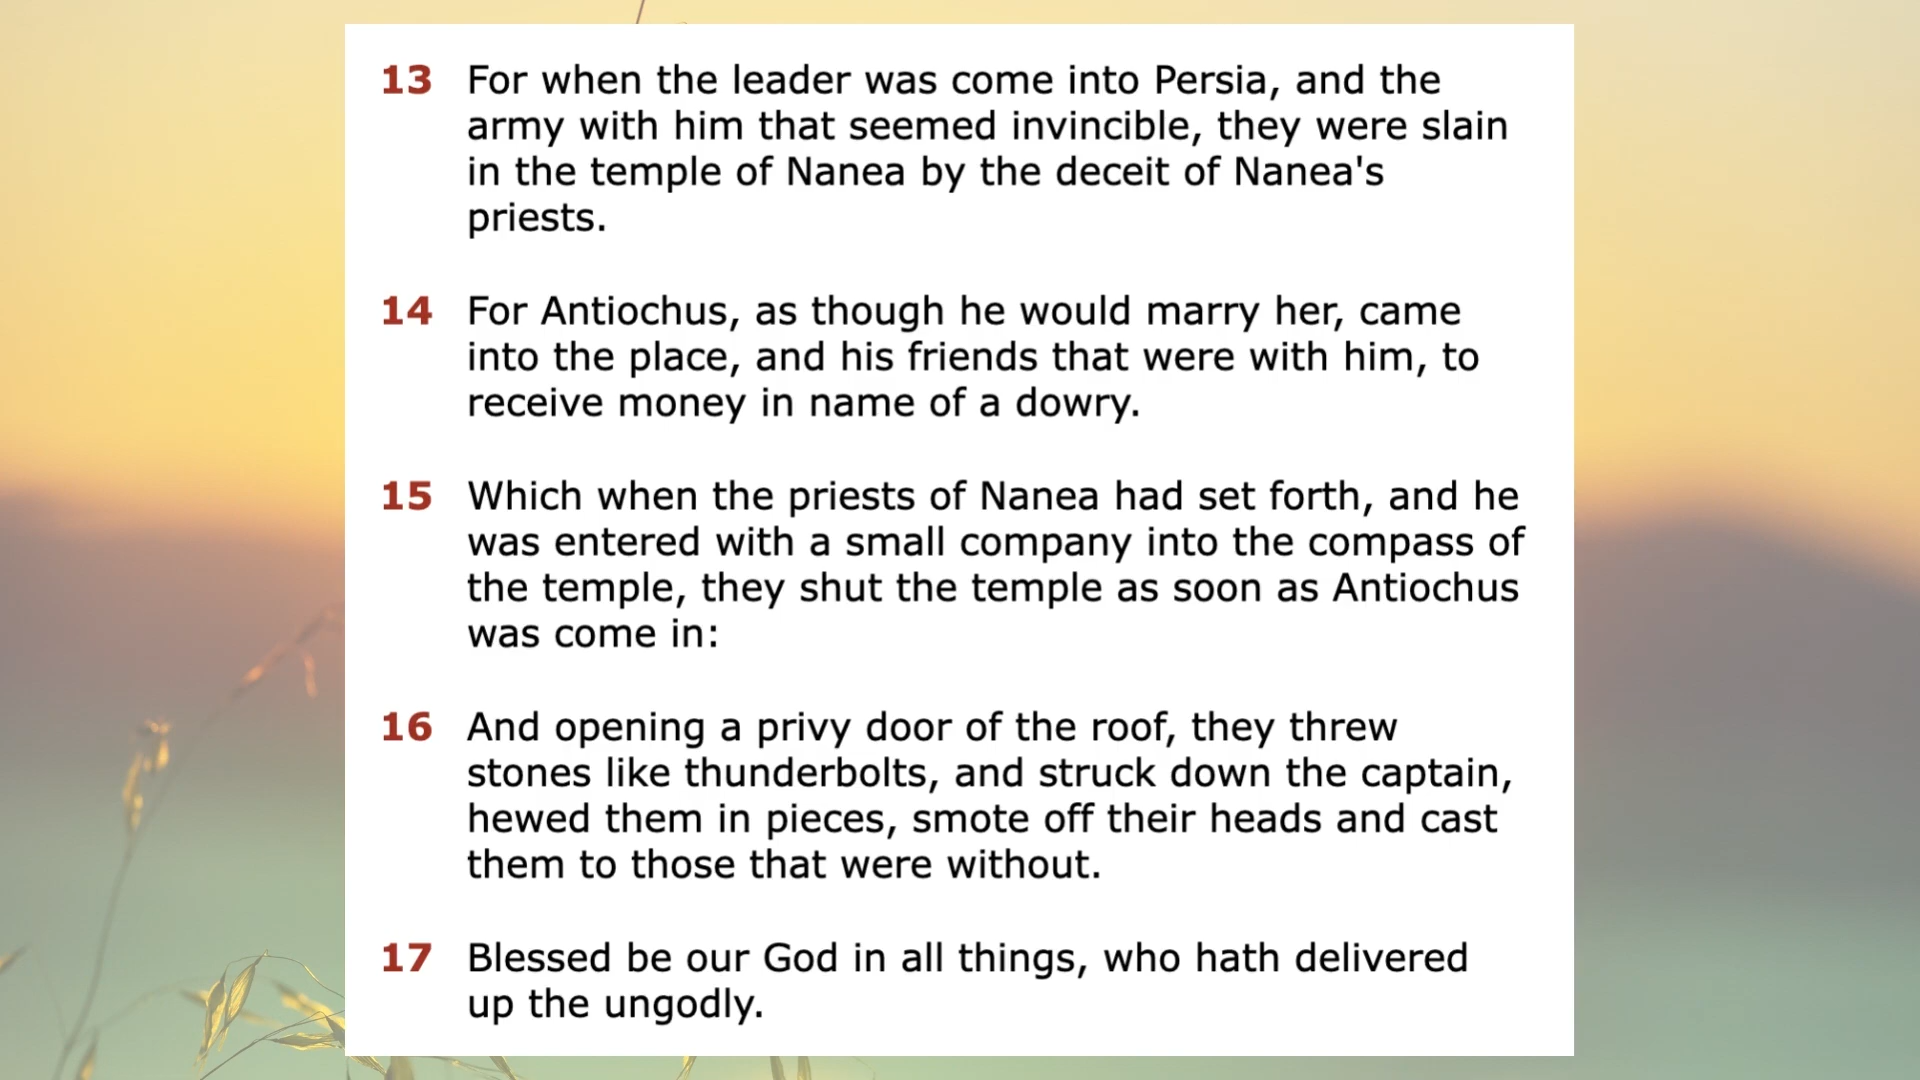 13 For when the leader was come into Persia, and the
army with him that seemed invincible, they were slain
in the temple of Nanea by the deceit of Nanea's
priests.
14 For Antiochus, as though he would marry her, came
into the place, and his friends that were with him, to
receive money in name of a dowry.
15 Which when the priests of Nanea had set forth, and he
was entered with a small company into the compass of
the temple, they shut the temple as soon as Antiochus
was come in:
16 And opening a privy door of the roof, they threw
stones like thunderbolts, and struck down the captain,
hewed them in pieces, smote off their heads and cast
them to those that were without.
17 Blessed be our God in all things, who hath delivered
up the ungodly.